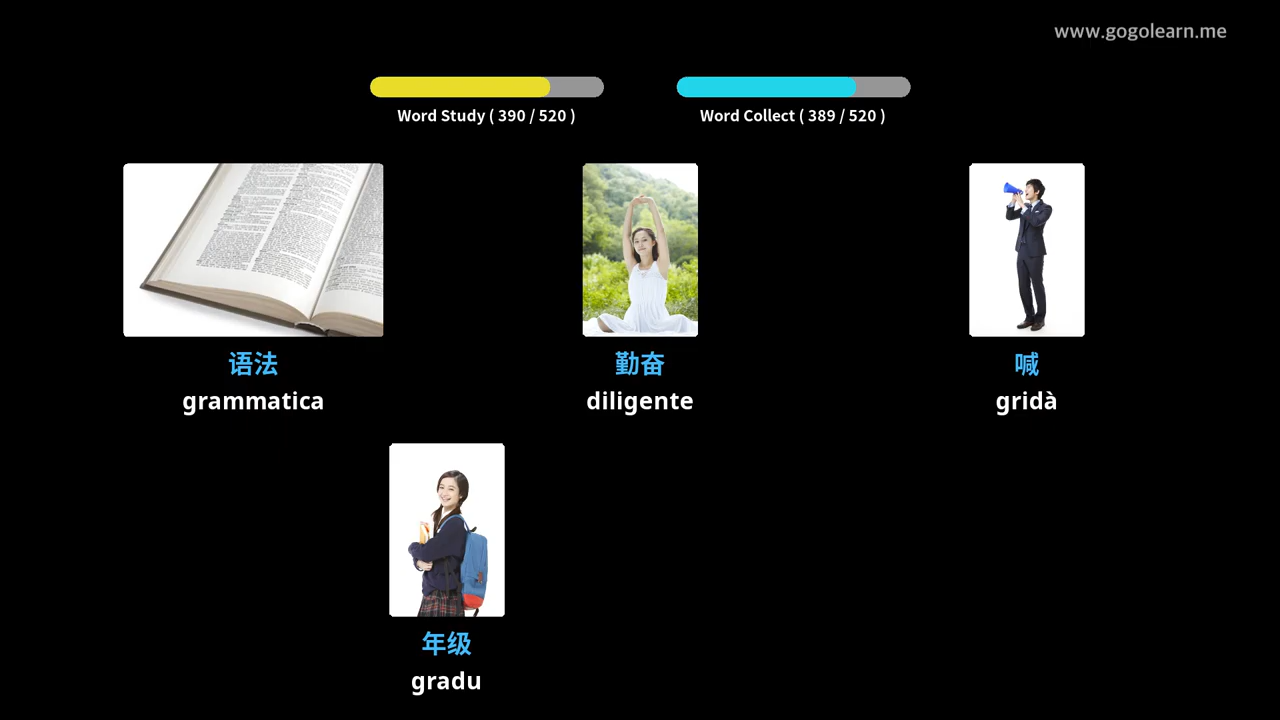 www.gogolearn.me
Word Study ( 390 / 520 )
Word Collect ( 389 / 520 )
语法
grammatica
勤奋
diligente
喊
gridà
年级
gradu